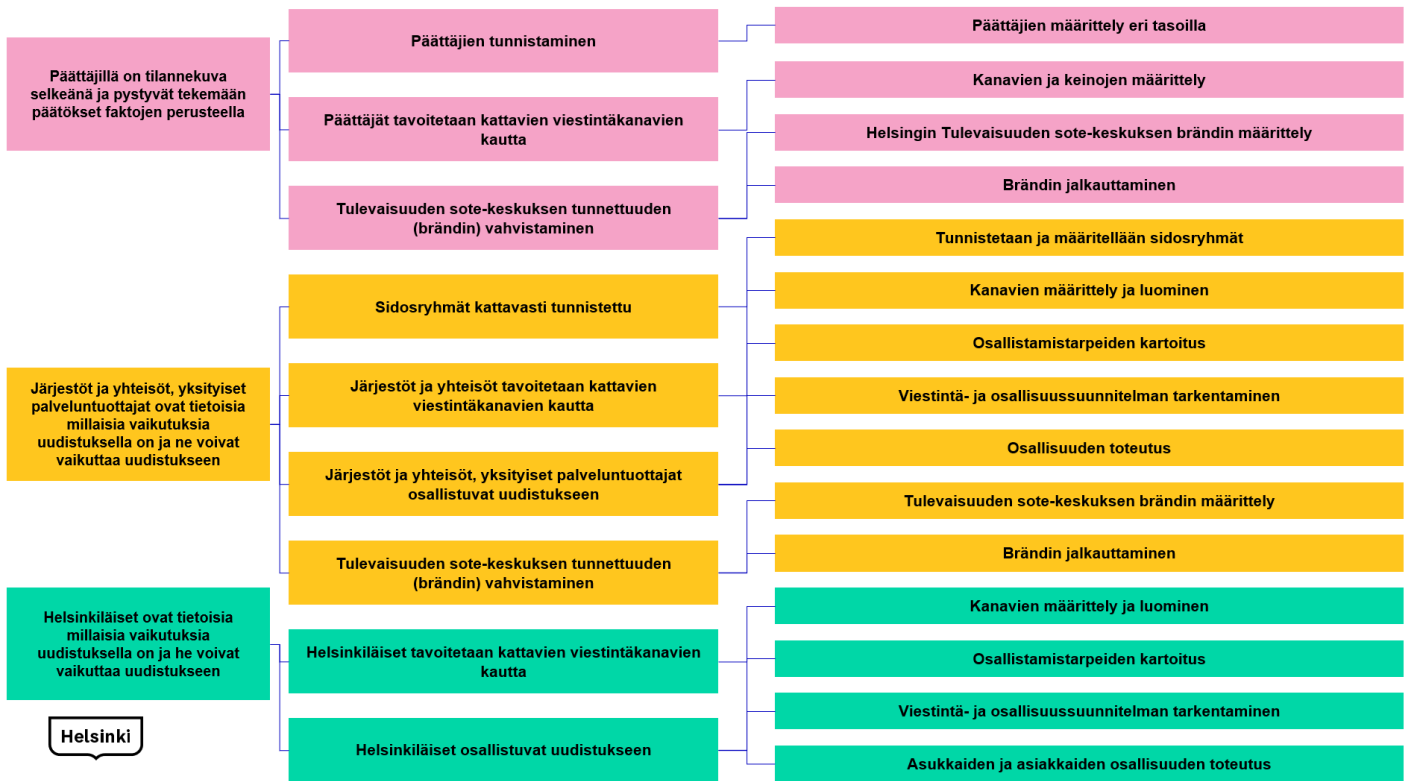 Päättäjillä on tilannekuva
selkeänä ja pystyvät tekemään
päätökset faktojen perusteella
Päättäjien tunnistaminen
Päättäjät tavoitetaan kattavien viestintäkanavien
kautta
Tulevaisuuden sote-keskuksen tunnettuuden
(brändin) vahvistaminen
Päättäjien määrittely eri tasoilla
Kanavien ja keinojen määrittely
Helsingin Tulevaisuuden sote-keskuksen brändin määrittely
Brändin jalkauttaminen
Järjestöt ja yhteisöt, yksityiset
palveluntuottajat ovat tietoisia
millaisia vaikutuksia
uudistuksella on ja ne voivat
vaikuttaa uudistukseen
Sidosryhmät kattavasti tunnistettu
Järjestöt ja yhteisöt tavoitetaan kattavien
viestintäkanavien kautta
Järjestöt ja yhteisöt, yksityiset palveluntuottajat
osallistuvat uudistukseen
Tulevaisuuden sote-keskuksen tunnettuuden
(brändin) vahvistaminen
Tunnistetaan ja määritellään sidosryhmät
Kanavien määrittely ja luominen
Osallistamistarpeiden kartoitus
Viestintä- ja osallisuussuunnitelman tarkentaminen
Osallisuuden toteutus
Tulevaisuuden sote-keskuksen brändin määrittely
Brändin jalkauttaminen
Helsinkiläiset ovat tietoisia
millaisia vaikutuksia
uudistuksella on ja he voivat
vaikuttaa uudistukseen
Helsinkiläiset tavoitetaan kattavien viestintäkanavien
kautta
Helsinkiläiset osallistuvat uudistukseen
Kanavien määrittely ja luominen
Osallistamistarpeiden kartoitus
Viestintä- ja osallisuussuunnitelman tarkentaminen
Asukkaiden ja asiakkaiden osallisuuden toteutus
Helsinki